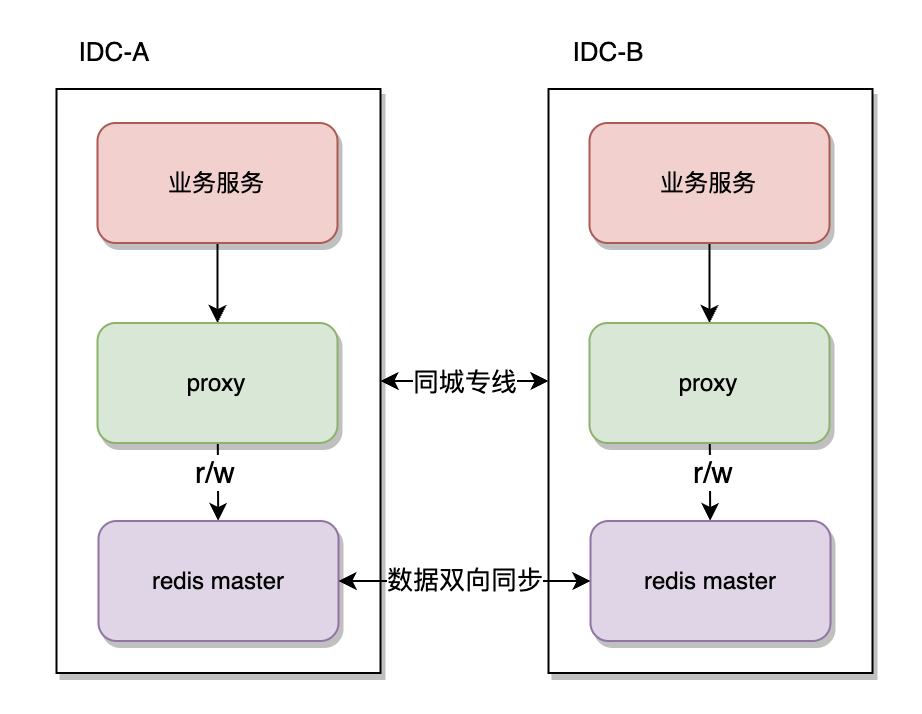 IDC-A
IDC-B
业务服务
业务服务
proxy
同城专线
proxy
r/w
r/w
redis master
数据双向同步
redis master